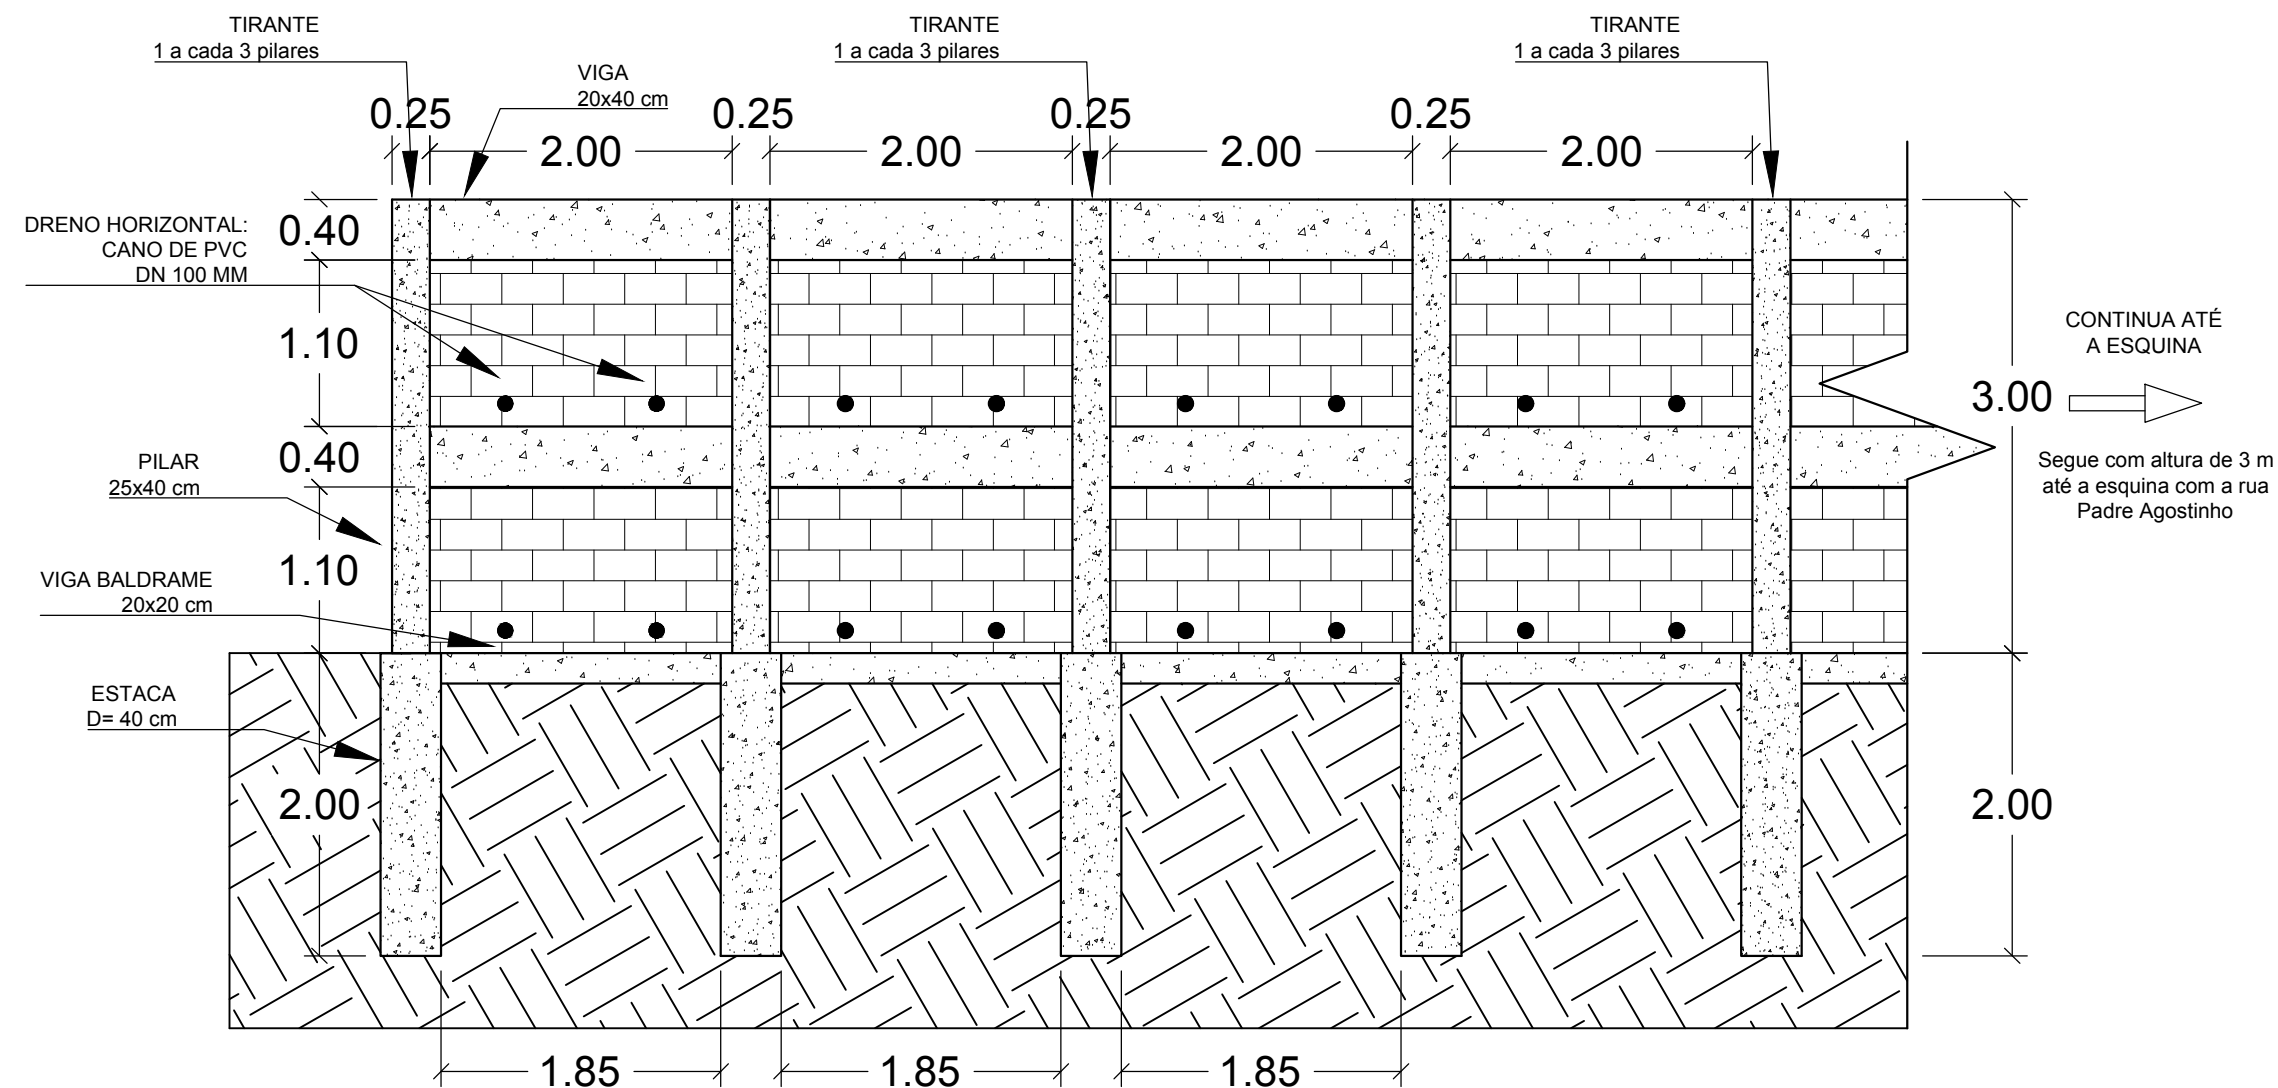 TIRANTE
1 a cada 3 pilares
TIRANTE
1 a cada 3 pilares
TIRANTE
1 a cada 3 pilares
VIGA
20x40 cm
0.25
0.25
0.25
0.25
2.00
2.00
2.00
2.00
DRENO HORIZONTAL:
CANO DE PVC
DN 100 MM
0.40
1.10
0.40
PILAR
25x40 cm
1.10
VIGA BALDRAME
20x20 cm
ESTACA
D= 40 cm
2.00
3.00
CONTINUA ATÉ
A ESQUINA
Segue com altura de 3 m
até a esquina com a rua
Padre Agostinho
2.00
1.85
1.85
1.85